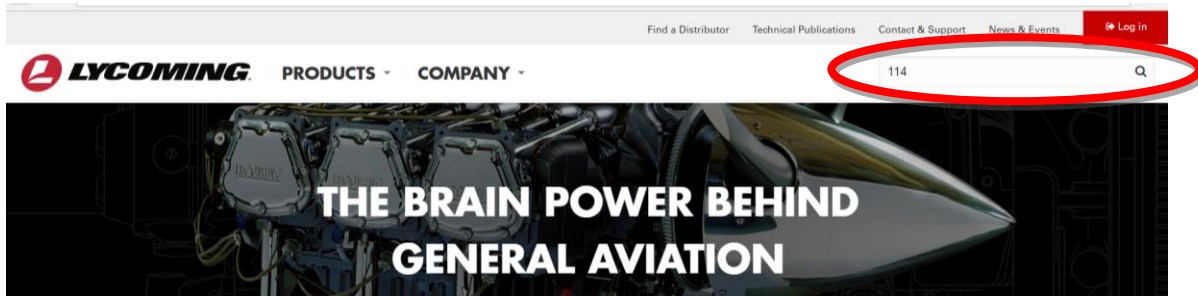 Find a Distributor Technical Publications Contact & Support News & Events Log in
LYCOMING. PRODUCTS COMPANY 114
LYCOMING
THE BRAIN POWER BEHIND
GENERAL AVIATION